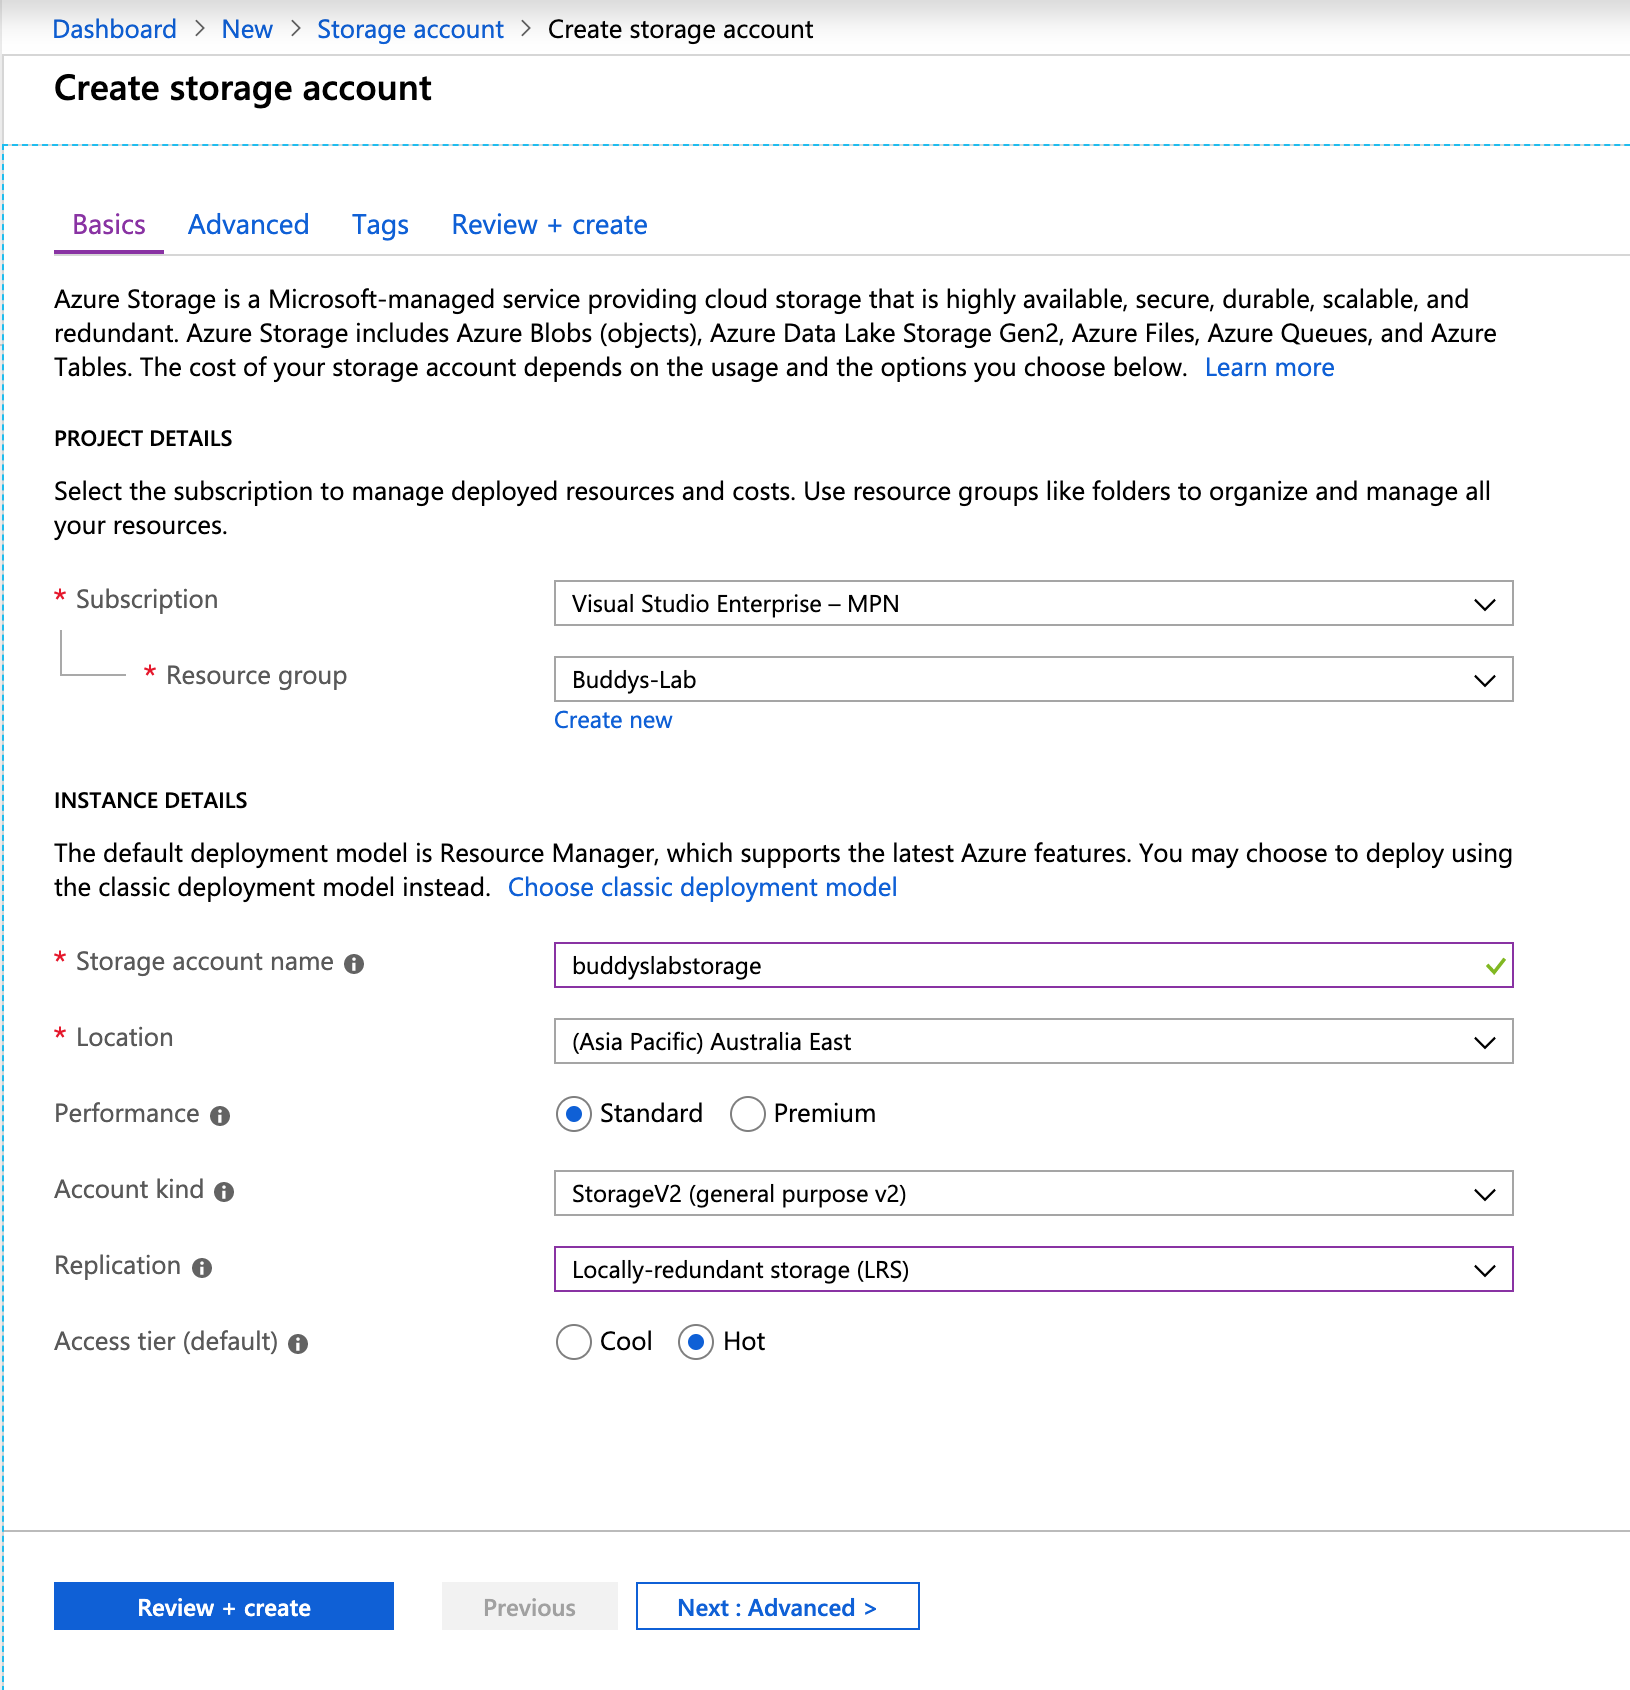 Dashboard > New > Storage account > Create storage account
Create storage account
Basics Advanced Tags Review + create
Azure Storage is a Microsoft-managed service providing cloud storage that is highly available, secure, durable, scalable, and
redundant. Azure Storage includes Azure Blobs (objects), Azure Data Lake Storage Gen2, Azure Files, Azure Queues, and Azure
Tables. The cost of your storage account depends on the usage and the options you choose below. Learn more
PROJECT DETAILS
Select the subscription to manage deployed resources and costs. Use resource groups like folders to organize and manage all
your resources.
* Subscription Visual Studio Enterprise – MPN
* Resource group Buddys-Lab
Create new
INSTANCE DETAILS
The default deployment model is Resource Manager, which supports the latest Azure features. You may choose to deploy using
the classic deployment model instead. Choose classic deployment model
* Storage account name buddyslabstorage
* Location (Asia Pacific) Australia East
Performance Standard Premium
Account kind StorageV2 (general purpose v2)
Replication Locally-redundant storage (LRS)
Access tier (default) Cool Hot
Review + create Previous Next : Advanced >